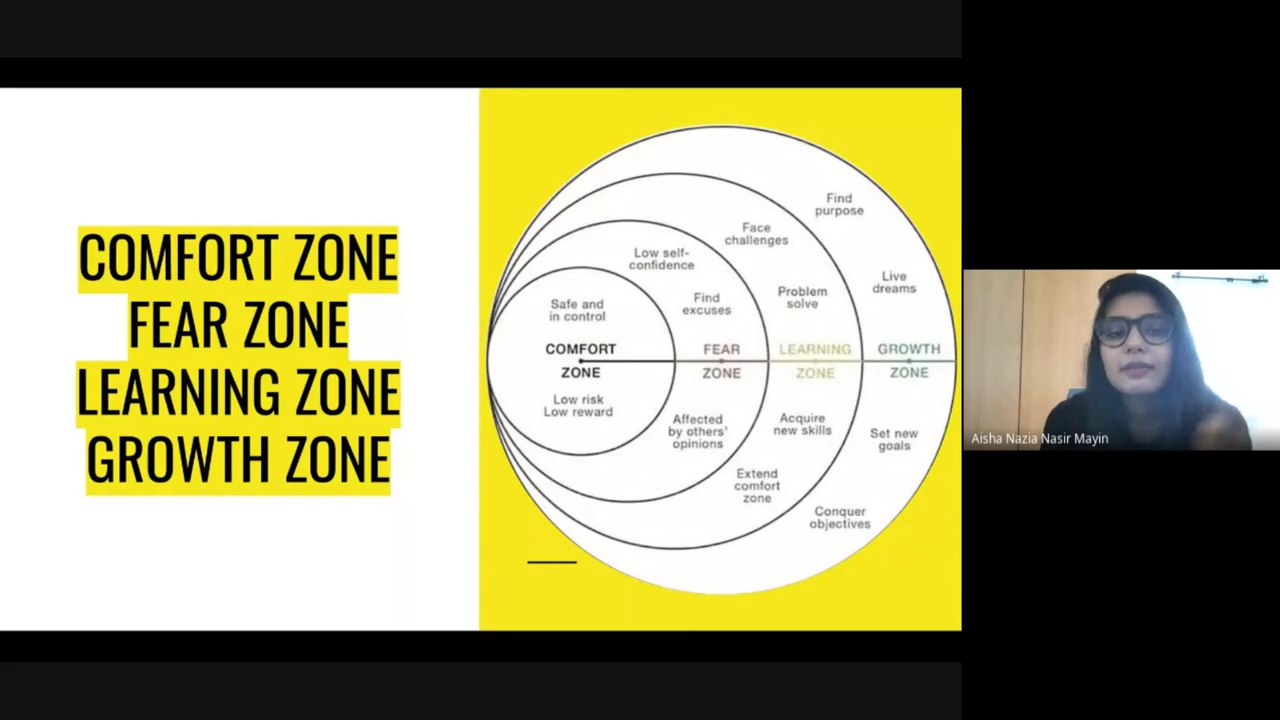 COMFORT ZONE
FEAR ZONE
LEARNING ZONE
GROWTH ZONE
Find
purpose
Face
challenges
Low self-
confidence
Live
dreams
Safe and
in control
Find
excuses
Problem
solve
COMFORT
ZONE
FEAR
ZONE
LEARNING
ZONE
GROWTH
ZONE
Low risk
Low reward
Affected
by others'
opinions
Acquire
new skills
Set new
goals
Extend
comfort
zone
Conquer
objectives
Aisha Nazia Nasir Mayin